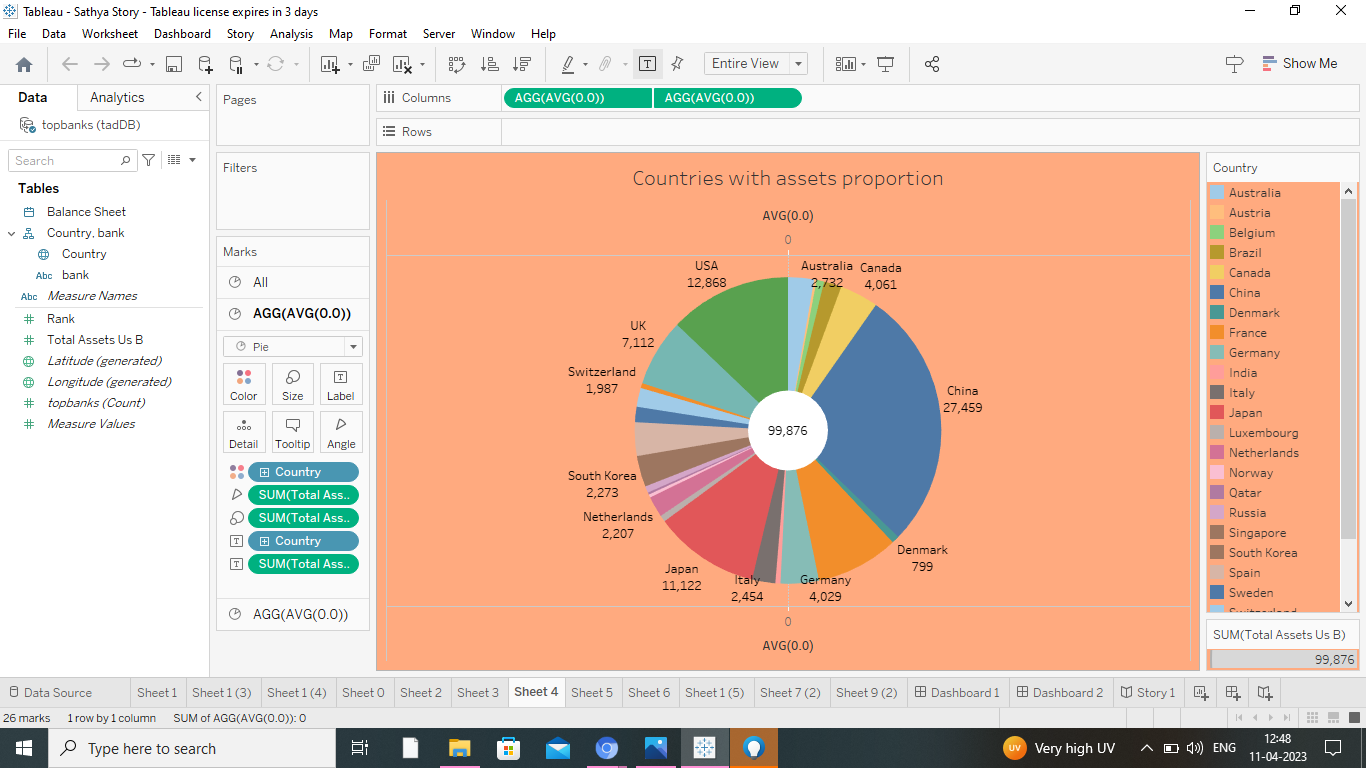 Tableau - Sathya Story - Tableau license expires in 3 days
File Data Worksheet Dashboard Story Analysis Map Format Server Window Help
Entire View
Show Me
Data Analytics
topbanks (tadDB)
Search
Tables
Balance Sheet
Country, bank
Country
Abc bank
Abc Measure Names
Rank
Total Assets Us B
Latitude (generated)
Longitude (generated)
topbanks (Count)
Measure Values
Pages
Filters
Marks
All
AGG(AVG(0.0))
Pie
Color Size Label
Detail Tooltip Angle
Country
SUM(Total Ass..
SUM(Total Ass..
Country
SUM(Total Ass..
AGG(AVG(0.0))
Columns AGG(AVG(0.0)) AGG(AVG(0.0))
Rows
Countries with assets proportion
AVG(0.0)
0
USA
12,868
Australia
2,732
Canada
4,061
UK
7,112
Switzerland
1,987
China
27,459
99,876
South Korea
2,273
Netherlands
2,207
Denmark
799
Japan
11,122
Italy
2,454
Germany
4,029
0
AVG(0.0)
Country
Australia
Austria
Belgium
Brazil
Canada
China
Denmark
France
Germany
India
Italy
Japan
Luxembourg
Netherlands
Norway
Qatar
Russia
Singapore
South Korea
Spain
Sweden
Switzerland
SUM(Total Assets Us B)
99,876
Data Source Sheet 1 Sheet 1 (3) Sheet 1 (4) Sheet 0 Sheet 2 Sheet 3 Sheet 4 Sheet 5 Sheet 6 Sheet 1 (5) Sheet 7 (2) Sheet 9 (2) Dashboard 1 Dashboard 2 Story 1
26 marks 1 row by 1 column SUM of AGG(AVG(0.0)): 0
Type here to search
UV Very high UV
ENG
12:48
11-04-2023